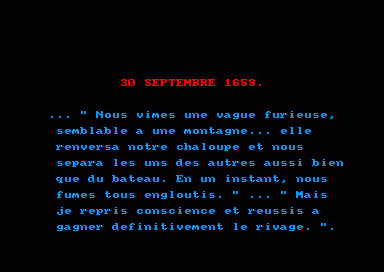 30 SEPTEMBRE 1659.
... " Nous vimes une vague furieuse,
semblable a une montagne... elle
renversa notre chaloupe et nous
separa les uns des autres aussi bien
que du bateau. En un instant, nous
fumes tous engloutis. " ... " Mais
je repris conscience et reussis a
gagner definitivement le rivage. ".